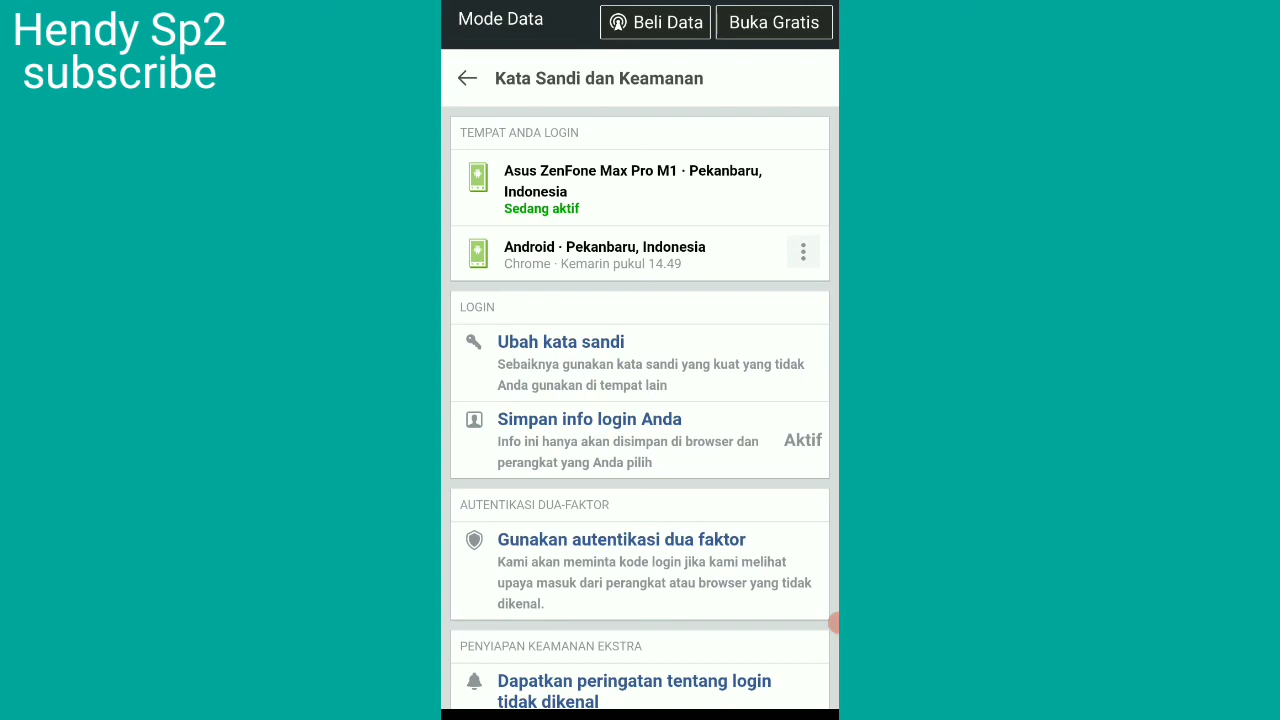 Hendy Sp2
subscribe
Mode Data
Beli Data
Buka Gratis
Kata Sandi dan Keamanan
TEMPAT ANDA LOGIN
Asus ZenFone Max Pro M1 · Pekanbaru,
Indonesia
Sedang aktif
Android · Pekanbaru, Indonesia
Chrome · Kemarin pukul 14.49
LOGIN
Ubah kata sandi
Sebaiknya gunakan kata sandi yang kuat yang tidak
Anda gunakan di tempat lain
Simpan info login Anda
Info ini hanya akan disimpan di browser dan
perangkat yang Anda pilih
Aktif
AUTENTIKASI DUA-FAKTOR
Gunakan autentikasi dua faktor
Kami akan meminta kode login jika kami melihat
upaya masuk dari perangkat atau browser yang tidak
dikenal.
PENYIAPAN KEAMANAN EKSTRA
Dapatkan peringatan tentang login
tidak dikenal